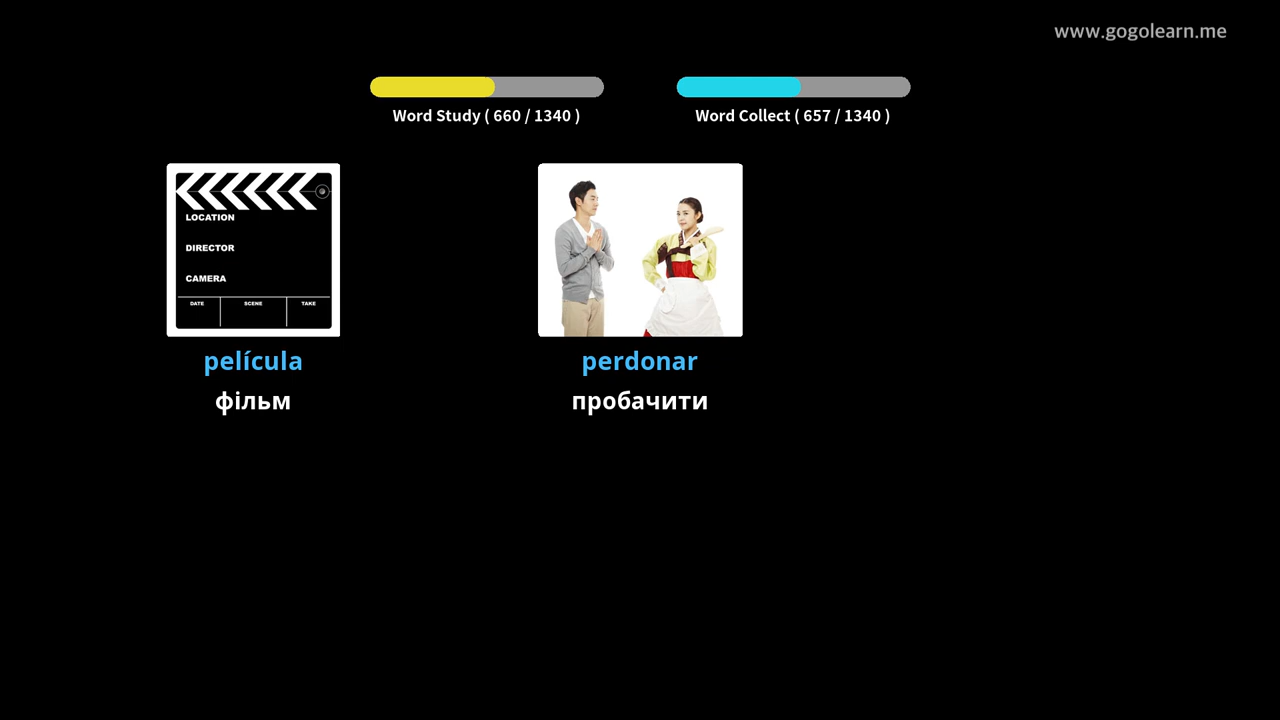 www.gogolearn.me
Word Study ( 660 / 1340 )
Word Collect ( 657 / 1340 )
LOCATION
DIRECTOR
CAMERA
DATE SCENE TAKE
película
фільм
perdonar
пробачити